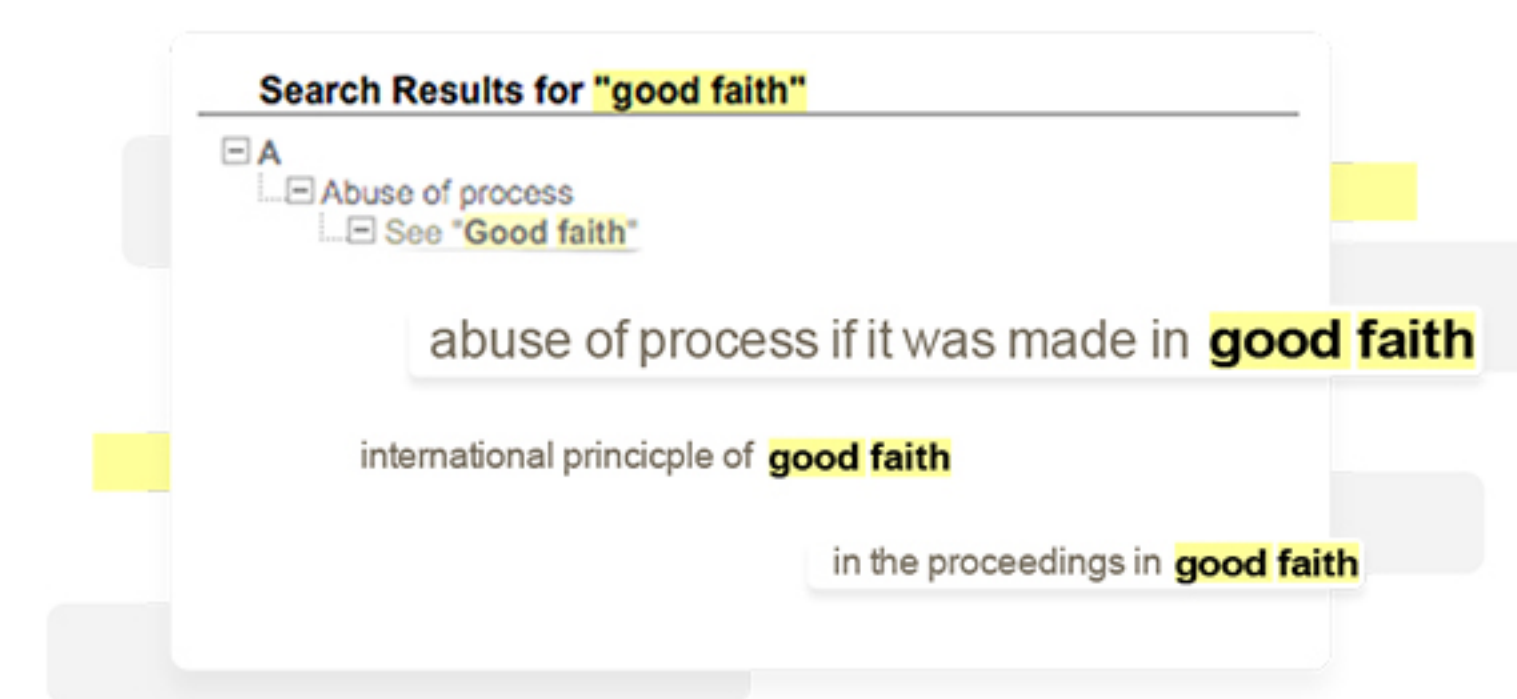 Search Results for "good faith"
A
Abuse of process
See "Good faith"
abuse of process if it was made in good faith
international princicple of good faith
in the proceedings in good faith